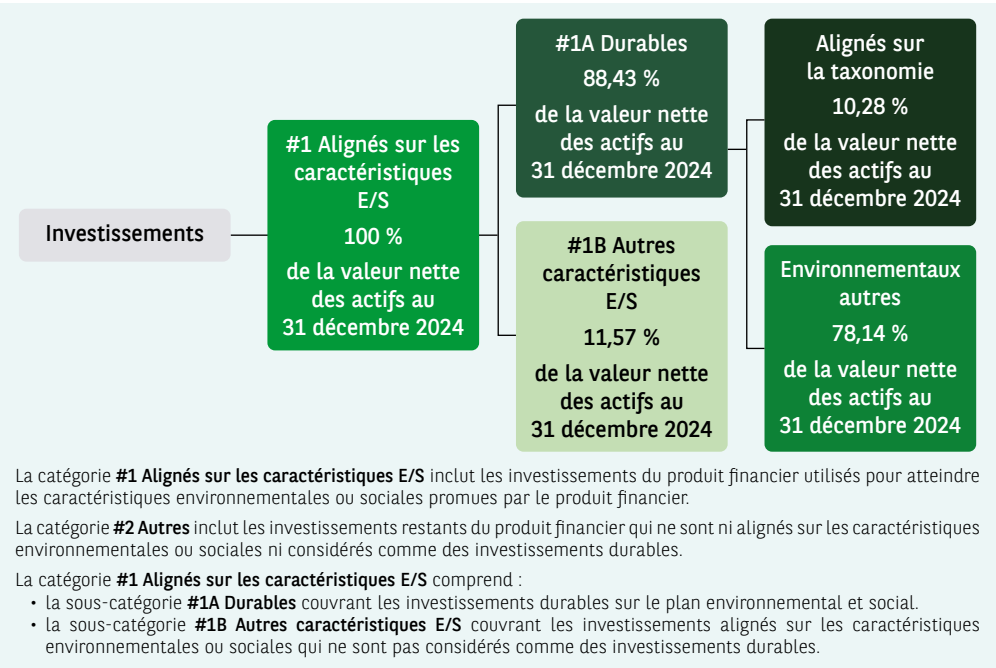 Investissements
#1 Alignés sur les
caractéristiques
E/S
100 %
de la valeur nette
des actifs au
31 décembre 2024
#1A Durables
88,43 %
de la valeur nette
des actifs au
31 décembre 2024
#1B Autres
caractéristiques
E/S
11,57 %
de la valeur nette
des actifs au
31 décembre 2024
Alignés sur
la taxonomie
10,28 %
de la valeur nette
des actifs au
31 décembre 2024
Environnementaux
autres
78,14 %
de la valeur nette
des actifs au
31 décembre 2024
La catégorie #1 Alignés sur les caractéristiques E/S inclut les investissements du produit financier utilisés pour atteindre
les caractéristiques environnementales ou sociales promues par le produit financier.
La catégorie #2 Autres inclut les investissements restants du produit financier qui ne sont ni alignés sur les caractéristiques
environnementales ou sociales ni considérés comme des investissements durables.
La catégorie #1 Alignés sur les caractéristiques E/S comprend :
• la sous-catégorie #1A Durables couvrant les investissements durables sur le plan environnemental et social.
• la sous-catégorie #1B Autres caractéristiques E/S couvrant les investissements alignés sur les caractéristiques
environnementales ou sociales qui ne sont pas considérés comme des investissements durables.